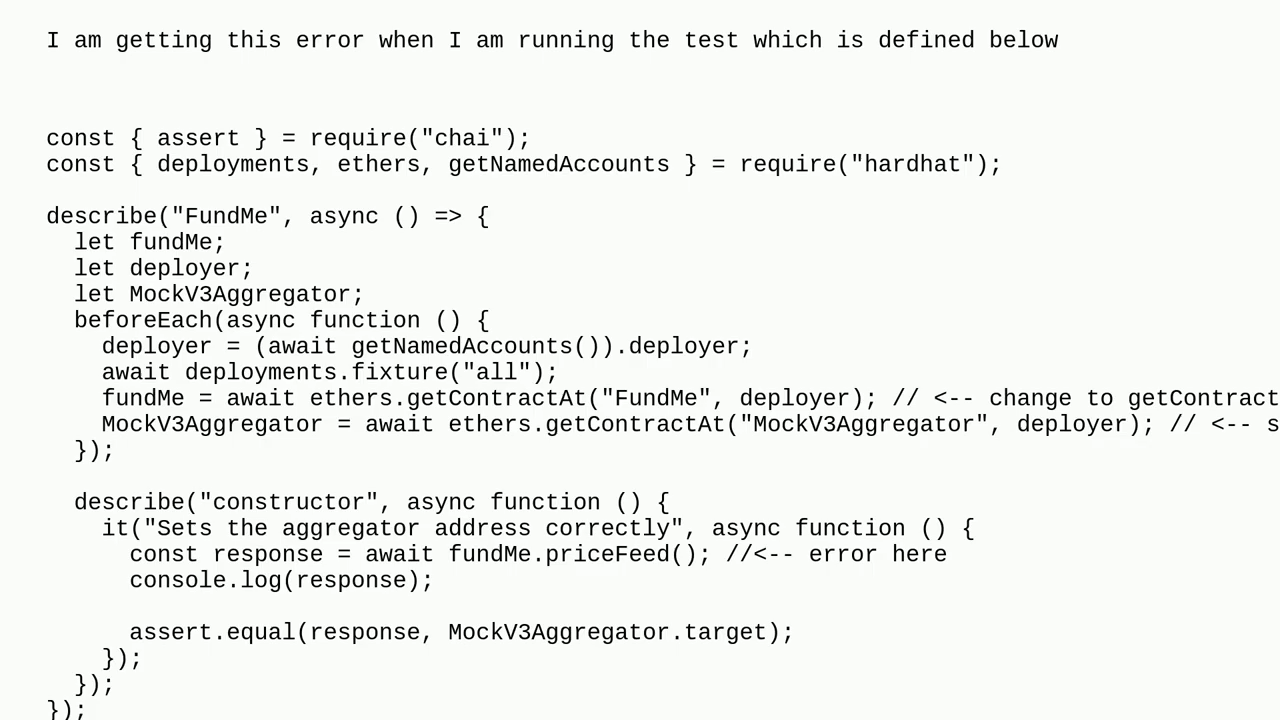 I am getting this error when I am running the test which is defined below
const { assert } = require("chai");
const { deployments, ethers, getNamedAccounts } = require("hardhat");
describe("FundMe", async () => {
  let fundMe;
  let deployer;
  let MockV3Aggregator;
  beforeEach(async function () {
    deployer = (await getNamedAccounts()).deployer;
    await deployments.fixture("all");
    fundMe = await ethers.getContractAt("FundMe", deployer); // <-- change to getContract
    MockV3Aggregator = await ethers.getContractAt("MockV3Aggregator", deployer); // <-- s
  });
  describe("constructor", async function () {
    it("Sets the aggregator address correctly", async function () {
      const response = await fundMe.priceFeed(); //<-- error here
      console.log(response);
      assert.equal(response, MockV3Aggregator.target);
    });
  });
});